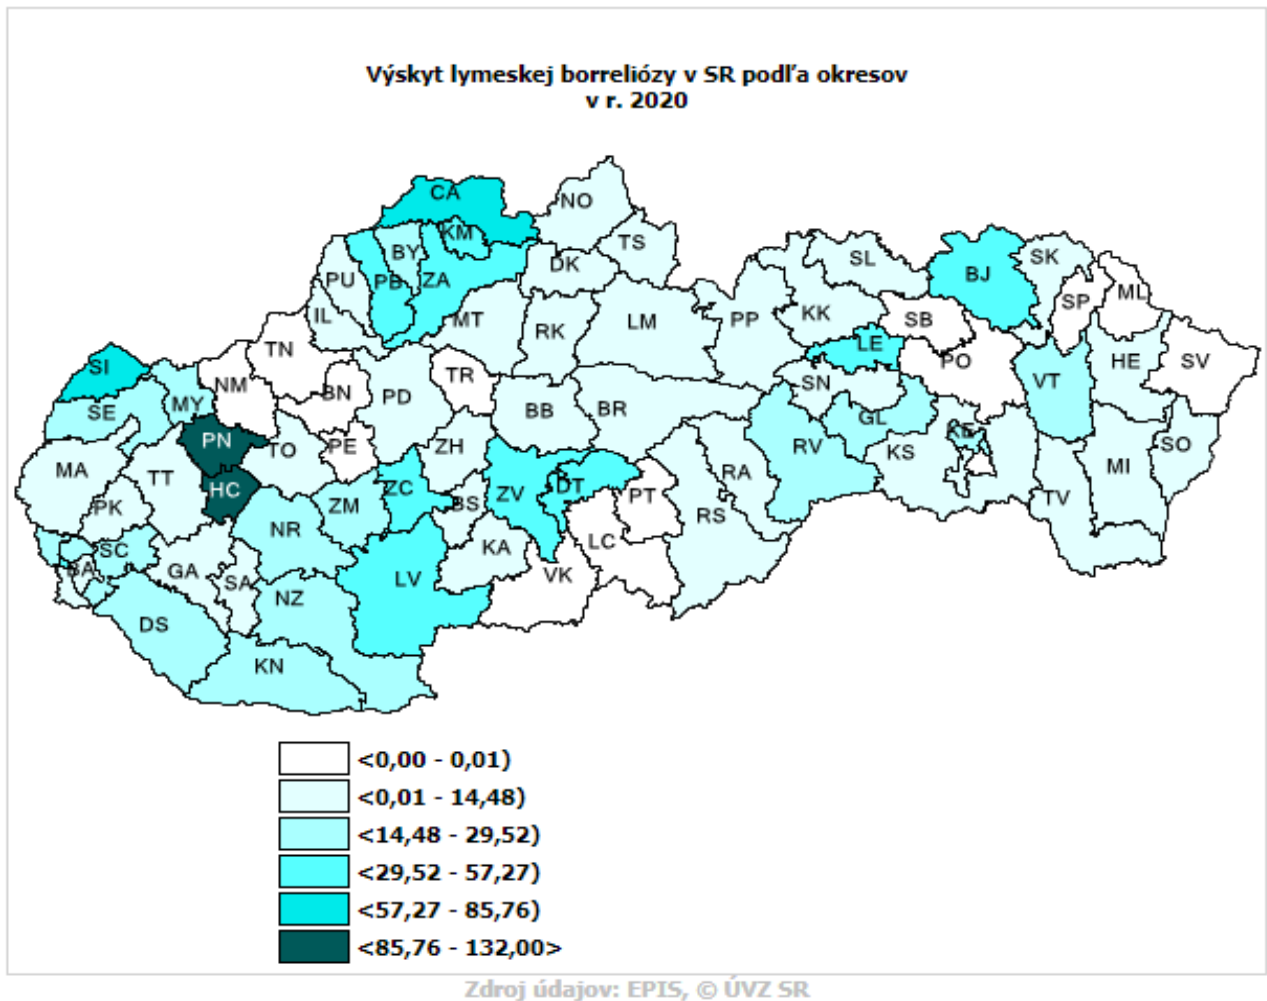 Výskyt lymeskej borreliózy v SR podľa okresov
v r. 2020
CA
NO
KM
BY
TS
SL
SK
PU
PB
ZA
DK
BJ
ML
SP
IL
MT
RK
LM
PP
KK
SB
TN
LE
PO
HE
SV
SI
NM
BN
TR
SN
VT
SE
MY
PD
BB
BR
GL
PN
TO
PE
ZH
RV
KE
SO
MA
TT
KS
MI
HC
ZM
ZC
ZV
DT
RA
PT
TV
PK
NR
BS
RS
SC
KA
LC
BA
GA
SA
LV
VK
NZ
DS
KN
<0,00 - 0,01)
<0,01 - 14,48)
<14,48 - 29,52)
<29,52 - 57,27)
<57,27 - 85,76)
<85,76 - 132,00>
Zdroj údajov: EPIS, © ÚVZ SR